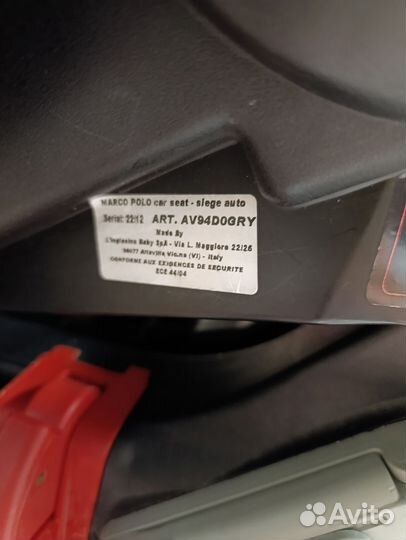 MARCO POLO car seat - siege auto
Serial: 22/12 ART. AV94D0GRY
Made By
L'Inglesina Baby SpA - Via L. Maggiore 22/26
36077 Altavilla Vic.na (VI) - Italy
CONFORME AUX EXIGENCES DE SECURITE
ECE 44/04
Avito